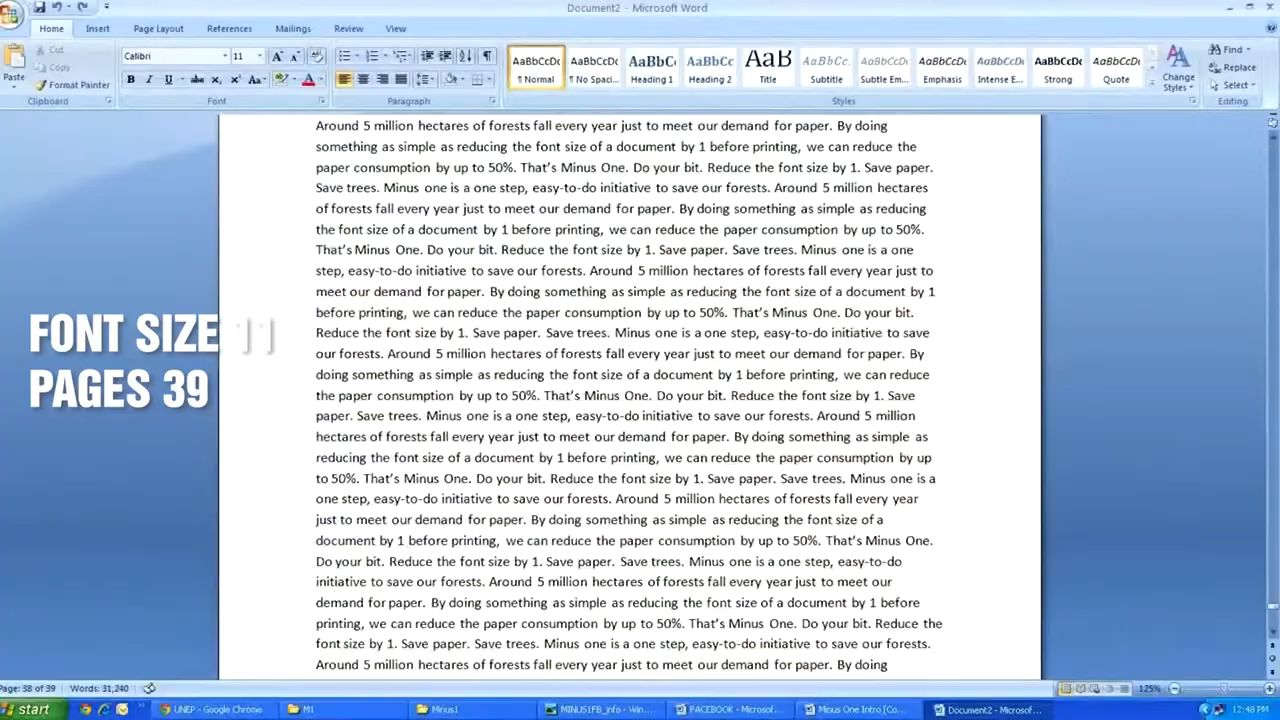 Document2 - Microsoft Word
Home Insert Page Layout References Mailings Review View
Cut
Copy
Format Painter
Paste
Clipboard
Calibri 11
Font
Paragraph
AaBbCcDc AaBbCcDc AaBbC AaBbCc AaB AaBbCc. AaBbCcDc AaBbCcDc AaBbCcDc AaBbCcDc AaBbCcDc
¶ Normal ¶ No Spaci... Heading 1 Heading 2 Title Subtitle Subtle Em... Emphasis Intense E... Strong Quote
Change Styles
Styles
Find
Replace
Select
Editing
Around 5 million hectares of forests fall every year just to meet our demand for paper. By doing
something as simple as reducing the font size of a document by 1 before printing, we can reduce the
paper consumption by up to 50%. That's Minus One. Do your bit. Reduce the font size by 1. Save paper.
Save trees. Minus one is a one step, easy-to-do initiative to save our forests. Around 5 million hectares
of forests fall every year just to meet our demand for paper. By doing something as simple as reducing
the font size of a document by 1 before printing, we can reduce the paper consumption by up to 50%.
That's Minus One. Do your bit. Reduce the font size by 1. Save paper. Save trees. Minus one is a one
step, easy-to-do initiative to save our forests. Around 5 million hectares of forests fall every year just to
meet our demand for paper. By doing something as simple as reducing the font size of a document by 1
before printing, we can reduce the paper consumption by up to 50%. That's Minus One. Do your bit.
Reduce the font size by 1. Save paper. Save trees. Minus one is a one step, easy-to-do initiative to save
our forests. Around 5 million hectares of forests fall every year just to meet our demand for paper. By
doing something as simple as reducing the font size of a document by 1 before printing, we can reduce
the paper consumption by up to 50%. That's Minus One. Do your bit. Reduce the font size by 1. Save
paper. Save trees. Minus one is a one step, easy-to-do initiative to save our forests. Around 5 million
hectares of forests fall every year just to meet our demand for paper. By doing something as simple as
reducing the font size of a document by 1 before printing, we can reduce the paper consumption by up
to 50%. That's Minus One. Do your bit. Reduce the font size by 1. Save paper. Save trees. Minus one is a
one step, easy-to-do initiative to save our forests. Around 5 million hectares of forests fall every year
just to meet our demand for paper. By doing something as simple as reducing the font size of a
document by 1 before printing, we can reduce the paper consumption by up to 50%. That's Minus One.
Do your bit. Reduce the font size by 1. Save paper. Save trees. Minus one is a one step, easy-to-do
initiative to save our forests. Around 5 million hectares of forests fall every year just to meet our
demand for paper. By doing something as simple as reducing the font size of a document by 1 before
printing, we can reduce the paper consumption by up to 50%. That's Minus One. Do your bit. Reduce the
font size by 1. Save paper. Save trees. Minus one is a one step, easy-to-do initiative to save our forests.
Around 5 million hectares of forests fall every year just to meet our demand for paper. By doing
FONT SIZE 11
PAGES 39
Page: 38 of 39 Words: 31,240 125%
start UNEP - Google Chrome M1 Minus1 MINUS1FB_info - Win... FACEBOOK - Microsof... Minus One Intro [Co... Document2 - Microsof... 12:48 PM